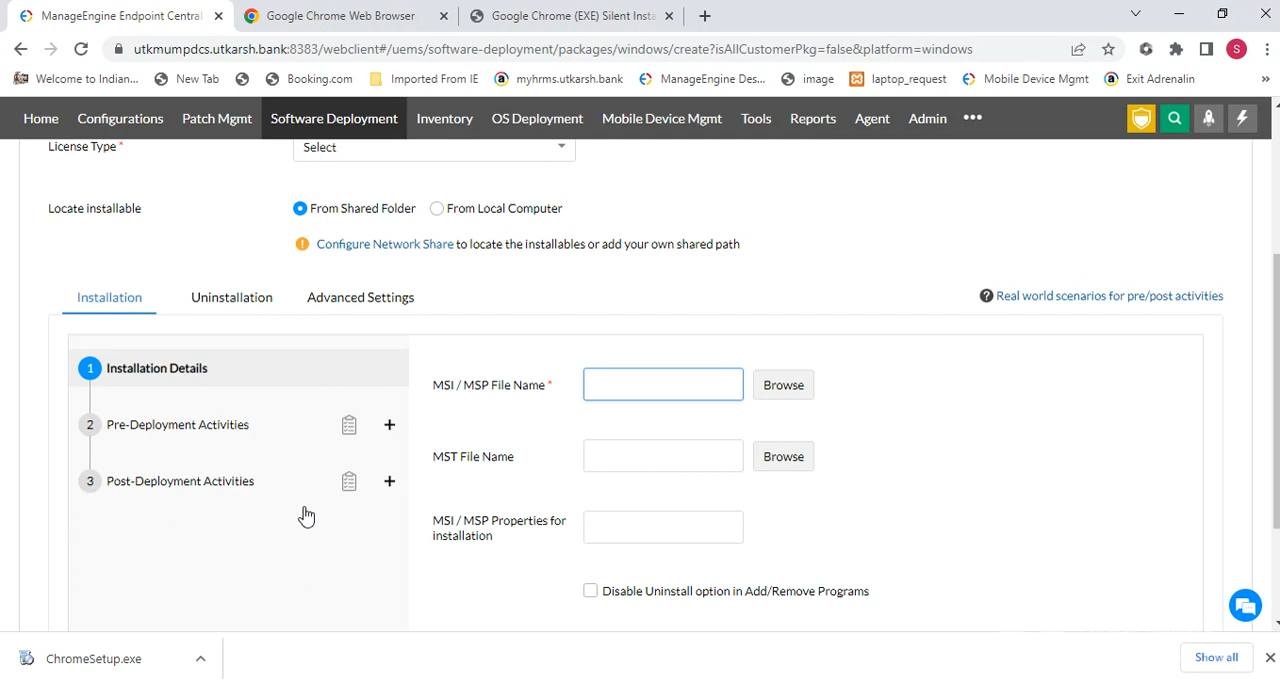 ManageEngine Endpoint Central
Google Chrome Web Browser
Google Chrome (EXE) Silent Insta
utkmumpdcs.utkarsh.bank:8383/webclient#/uems/software-deployment/packages/windows/create?isAllCustomerPkg=false&platform=windows
S
Welcome to Indian...
New Tab
Booking.com
Imported From IE
myhrms.utkarsh.bank
ManageEngine Des...
image
laptop_request
Mobile Device Mgmt
Exit Adrenalin
»
Home
Configurations
Patch Mgmt
Software Deployment
Inventory
OS Deployment
Mobile Device Mgmt
Tools
Reports
Agent
Admin
•••
License Type *
Select
Locate installable
From Shared Folder
From Local Computer
Configure Network Share to locate the installables or add your own shared path
Installation
Uninstallation
Advanced Settings
Real world scenarios for pre/post activities
1 Installation Details
2 Pre-Deployment Activities
3 Post-Deployment Activities
MSI / MSP File Name *
Browse
MST File Name
Browse
MSI / MSP Properties for
installation
Disable Uninstall option in Add/Remove Programs
ChromeSetup.exe
Show all